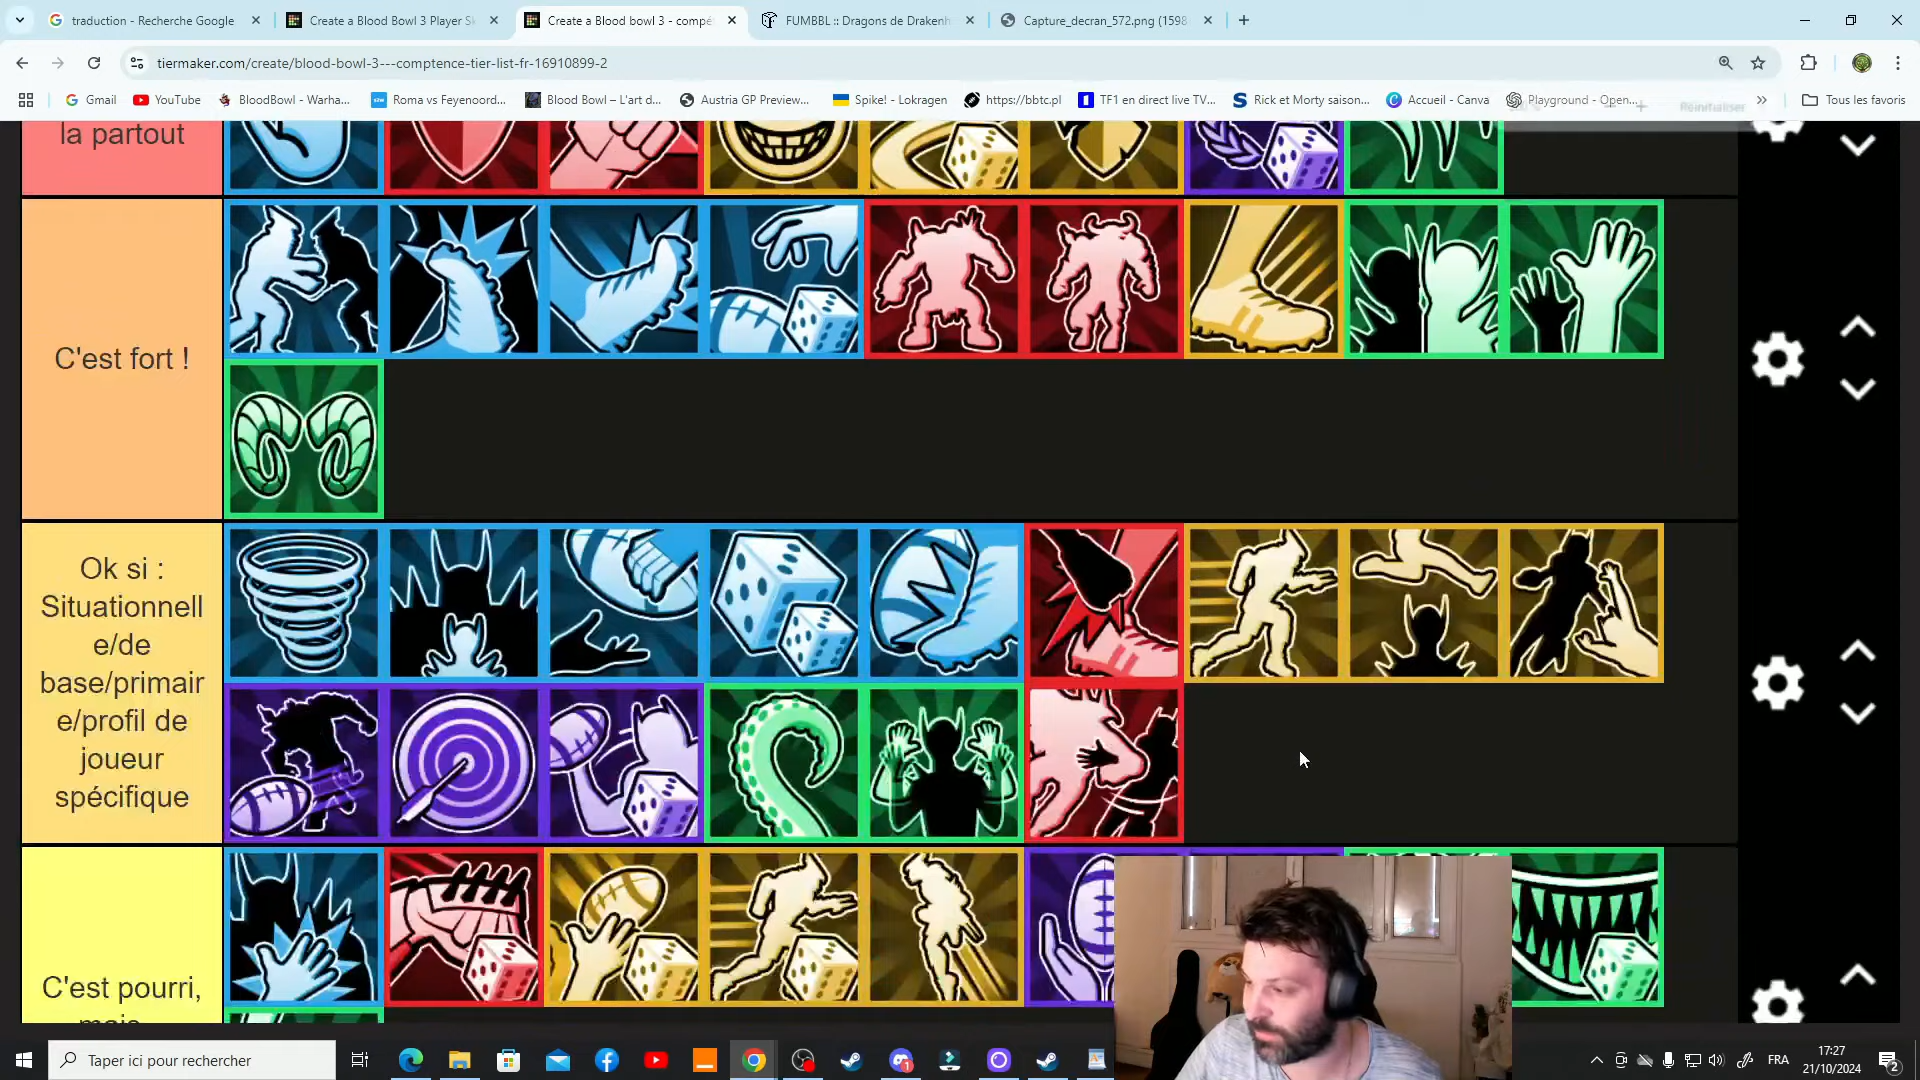 traduction - Recherche Google
Create a Blood Bowl 3 Player S
Create a Blood bowl 3 - compé
FUMBBL :: Dragons de Drakenh
Capture_decran_572.png (1598
tiermaker.com/create/blood-bowl-3---comptence-tier-list-fr-16910899-2
Gmail
YouTube
BloodBowl - Warha...
Roma vs Feyenoord...
Blood Bowl – L'art d...
Austria GP Preview...
Spike! - Lokragen
https://bbtc.pl
TF1 en direct live TV...
Rick et Morty saison...
Accueil - Canva
Playground - Open...
Tous les favoris
Réinitialiser
la partout
C'est fort !
Ok si :
Situationnell
e/de
base/primair
e/profil de
joueur
spécifique
C'est pourri,
mais
Taper ici pour rechercher
FRA
17:27
21/10/2024
2